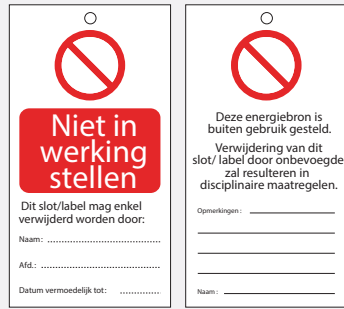 Niet in
werking
stellen
Dit slot/label mag enkel
verwijderd worden door:
Naam:
Afd.:
Datum vermoedelijk tot:
Deze energiebron is
buiten gebruik gesteld.
Verwijdering van dit
slot/ label door onbevoegde
zal resulteren in
disciplinaire maatregelen.
Opmerkingen:
Naam: